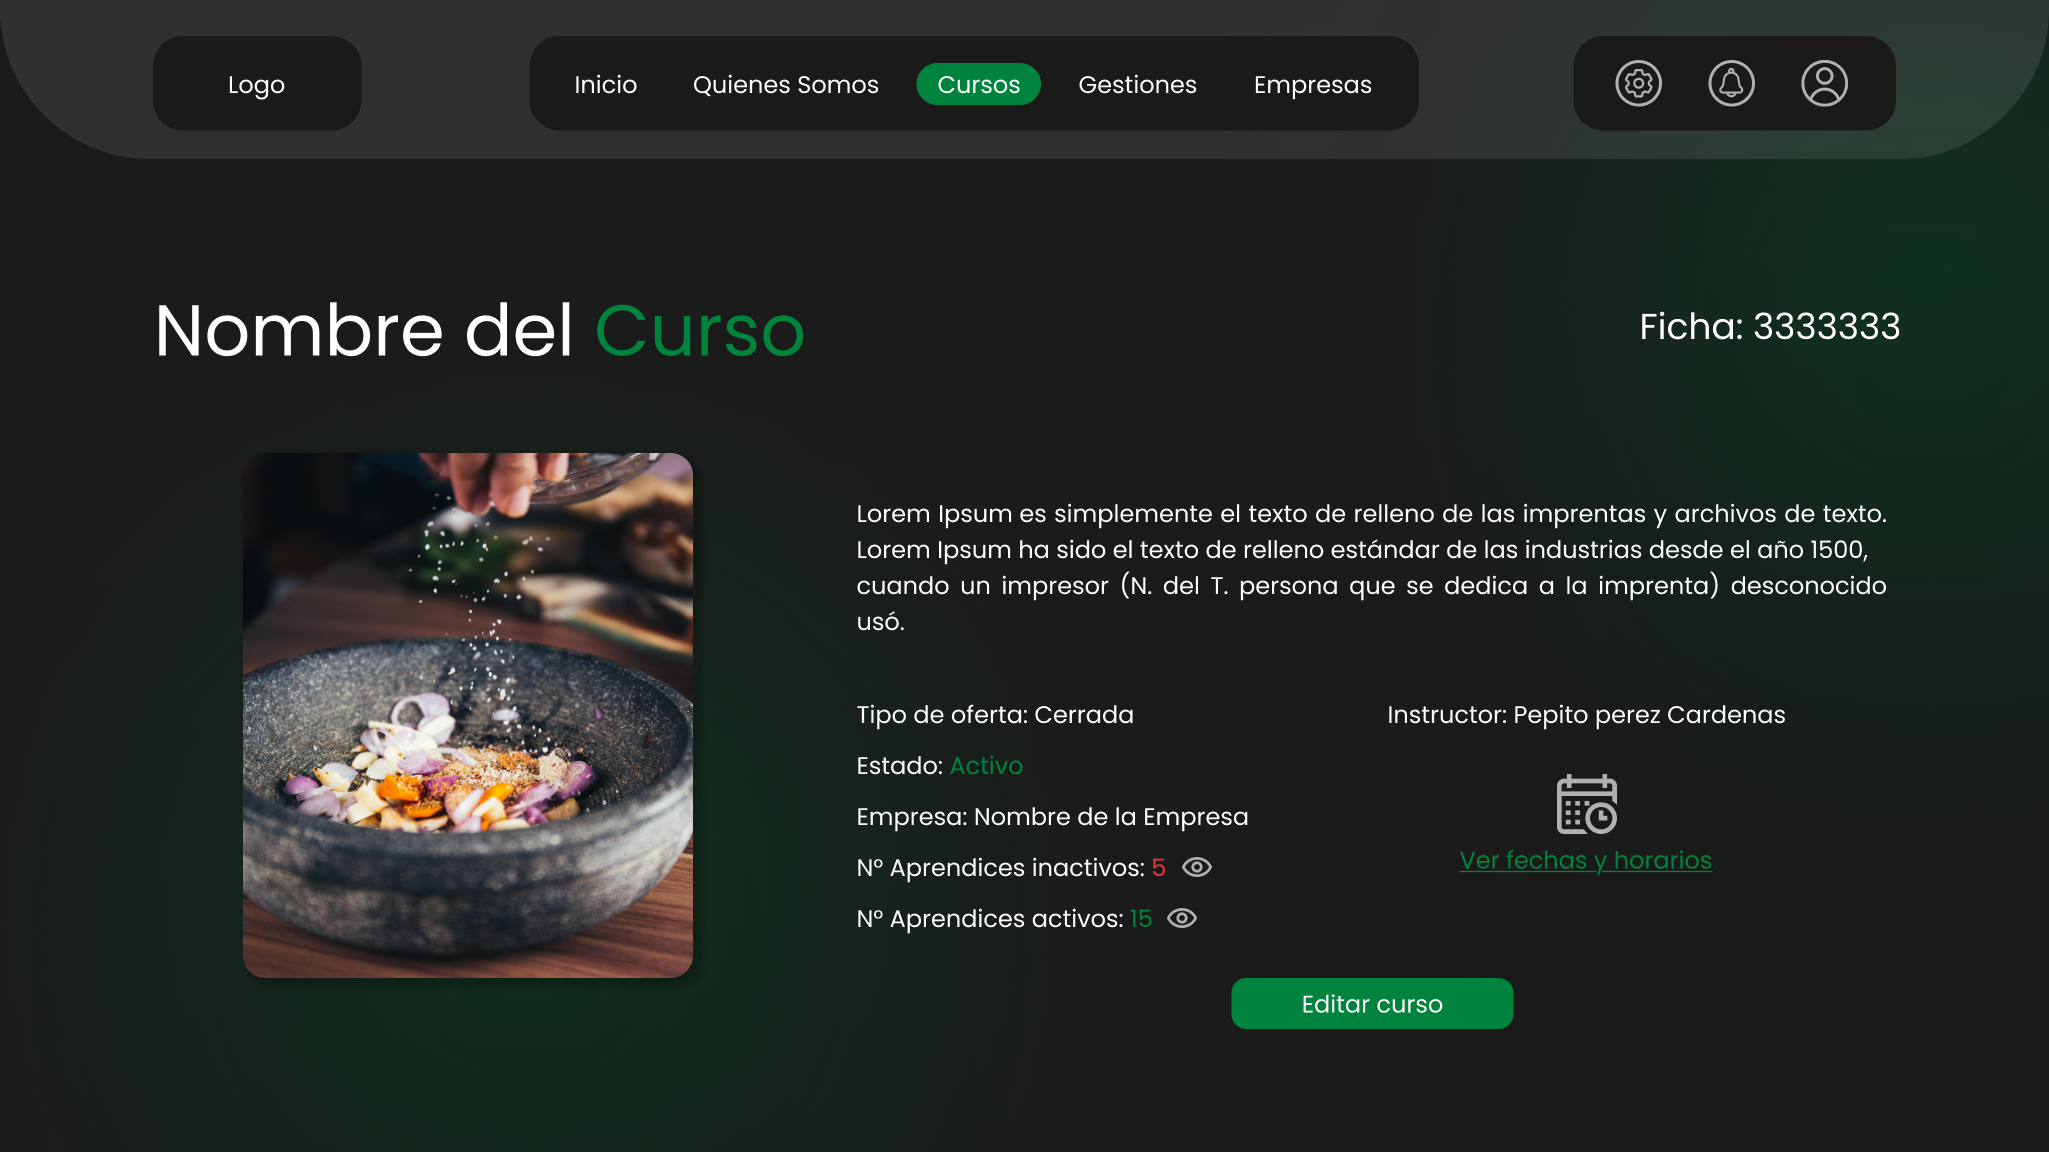 Logo
Inicio Quienes Somos Cursos Gestiones Empresas
Nombre del Curso
Ficha: 3333333
Lorem Ipsum es simplemente el texto de relleno de las imprentas y archivos de texto.
Lorem Ipsum ha sido el texto de relleno estándar de las industrias desde el año 1500,
cuando un impresor (N. del T. persona que se dedica a la imprenta) desconocido
usó.
Tipo de oferta: Cerrada
Estado: Activo
Empresa: Nombre de la Empresa
N° Aprendices inactivos: 5
N° Aprendices activos: 15
Instructor: Pepito perez Cardenas
Ver fechas y horarios
Editar curso